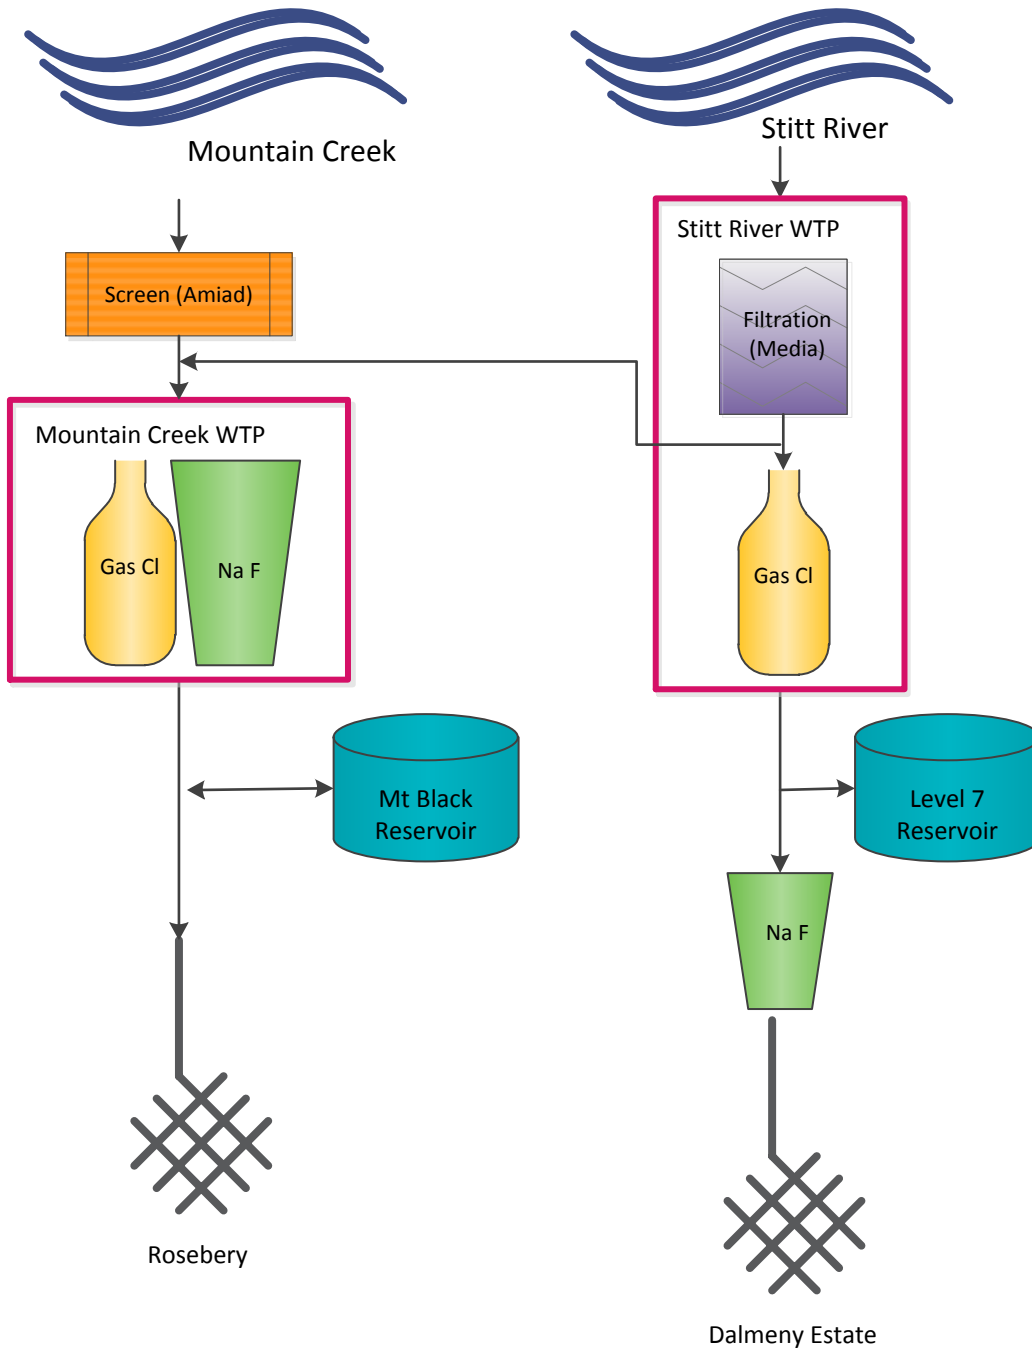 Mountain Creek
Stitt River
Stitt River WTP
Screen (Amiad)
Filtration
(Media)
Mountain Creek WTP
Gas Cl
Na F
Gas Cl
Mt Black
Reservoir
Level 7
Reservoir
Na F
Rosebery
Dalmeny Estate